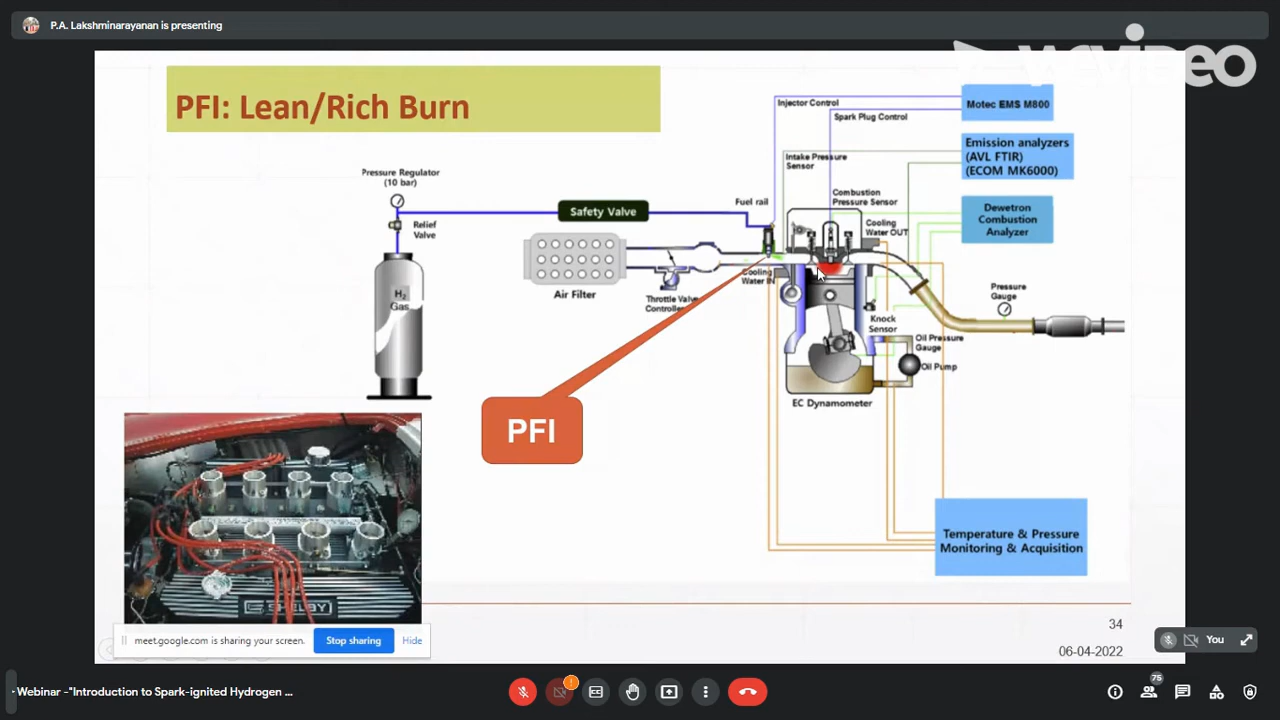 P.A. Lakshminarayanan is presenting
wcvideo
PFI: Lean/Rich Burn
Injector Control
Motec EMS M800
Spark Plug Control
Emission analyzers
(AVL FTIR)
(ECOM MK6000)
Intake Pressure
Sensor
Pressure Regulator
(10 bar)
Combustion
Pressure Sensor
Fuel rail
Safety Valve
Dewetron
Combustion
Analyzer
Relief
Valve
Cooling
Water OUT
H2
Gas
Air Filter
Cooling
Water IN
Throttle Valve
Controller
Pressure
Gauge
Knock
Sensor
Oil Pressure
Gauge
Oil Pump
EC Dynamometer
PFI
Temperature & Pressure
Monitoring & Acquisition
SHELBY
34
06-04-2022
meet.google.com is sharing your screen.
Stop sharing
Hide
You
Webinar -"Introduction to Spark-ignited Hydrogen ...
75